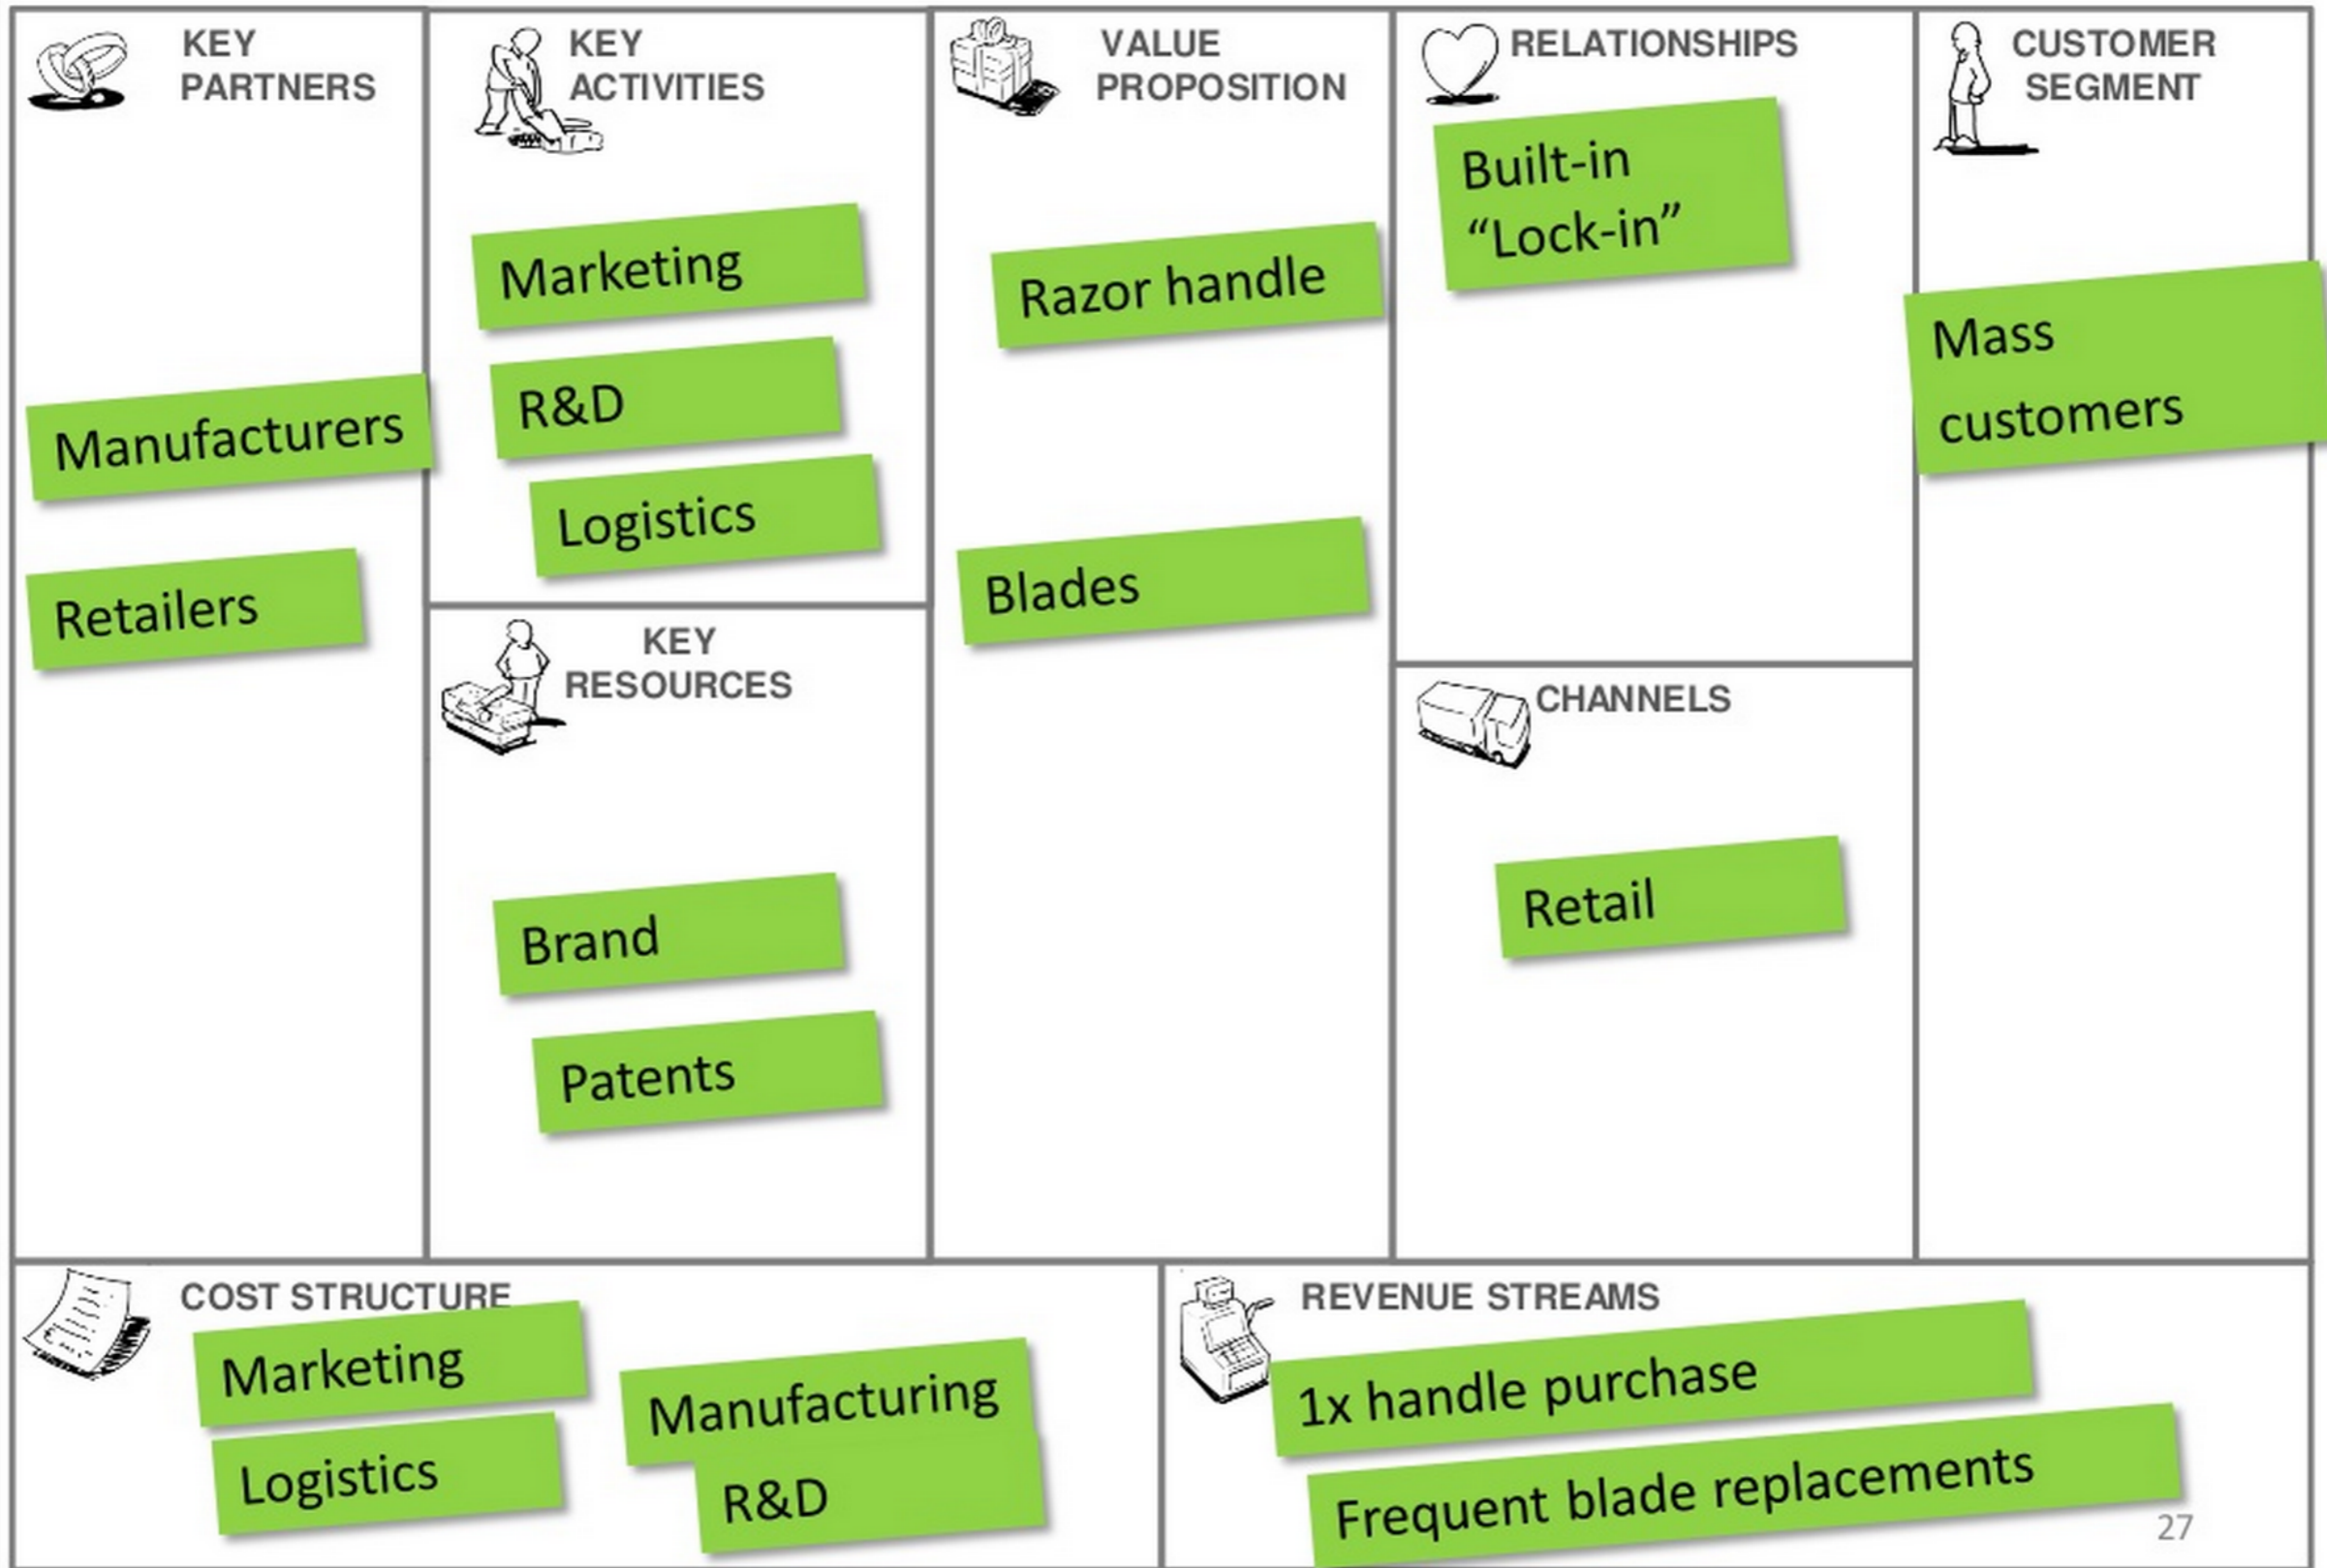 KEY
PARTNERS
Manufacturers
Retailers
KEY
ACTIVITIES
Marketing
R&D
Logistics
KEY
RESOURCES
Brand
Patents
VALUE
PROPOSITION
Razor handle
Blades
RELATIONSHIPS
Built-in
“Lock-in”
CHANNELS
Retail
CUSTOMER
SEGMENT
Mass
customers
COST STRUCTURE
Marketing
Logistics
Manufacturing
R&D
REVENUE STREAMS
1x handle purchase
Frequent blade replacements
27